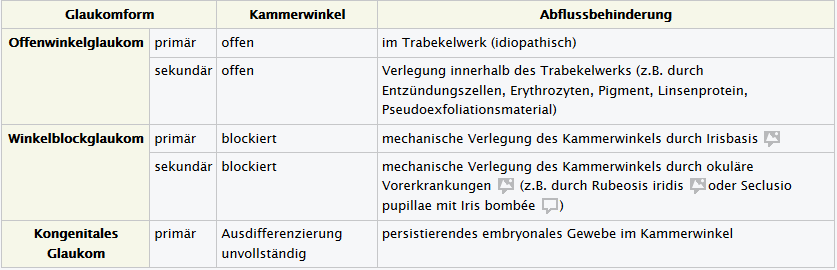 Glaukomform Kammerwinkel Abflussbehinderung
Offenwinkelglaukom primär offen im Trabekelwerk (idiopathisch)
sekundär offen Verlegung innerhalb des Trabekelwerks (z.B. durch
Entzündungszellen, Erythrozyten, Pigment, Linsenprotein,
Pseudoexfoliationsmaterial)
Winkelblockglaukom primär blockiert mechanische Verlegung des Kammerwinkels durch Irisbasis
sekundär blockiert mechanische Verlegung des Kammerwinkels durch okuläre
Vorerkrankungen (z.B. durch Rubeosis iridis oder Seclusio
pupillae mit Iris bombée )
Kongenitales primär Ausdifferenzierung persistierendes embryonales Gewebe im Kammerwinkel
Glaukom unvollständig